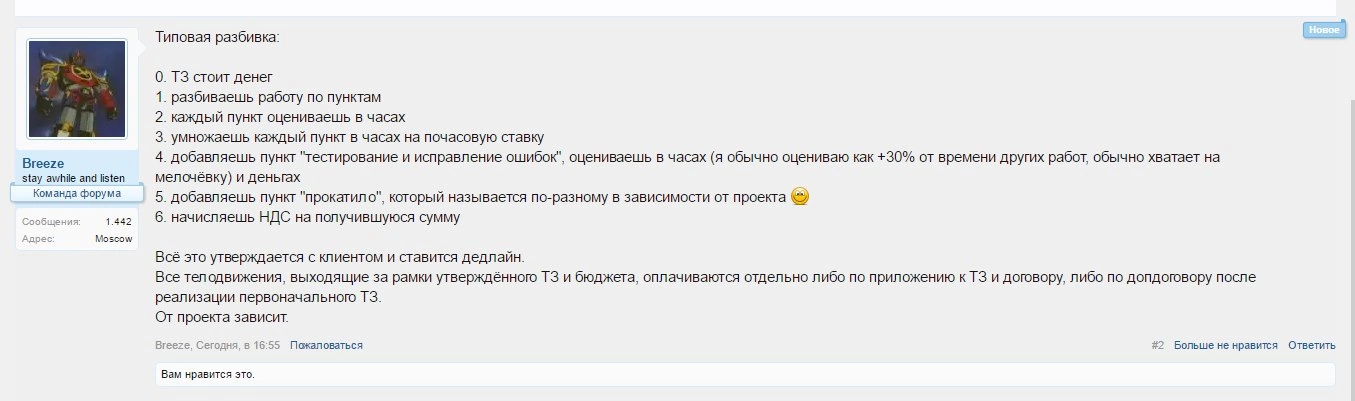 Новое
Типовая разбивка:
0. ТЗ стоит денег
1. разбиваешь работу по пунктам
2. каждый пункт оцениваешь в часах
3. умножаешь каждый пункт в часах на почасовую ставку
4. добавляешь пункт "тестирование и исправление ошибок", оцениваешь в часах (я обычно оцениваю как +30% от времени других работ, обычно хватает на
мелочёвку) и деньгах
5. добавляешь пункт "прокатило", который называется по-разному в зависимости от проекта
6. начисляешь НДС на получившуюся сумму
Всё это утверждается с клиентом и ставится дедлайн.
Все телодвижения, выходящие за рамки утверждённого ТЗ и бюджета, оплачиваются отдельно либо по приложению к ТЗ и договору, либо по допдоговору после
реализации первоначального ТЗ.
От проекта зависит.
Breeze
stay awhile and listen
Команда форума
Сообщения: 1.442
Адрес: Moscow
Breeze, Сегодня, в 16:55 Пожаловаться #2 Больше не нравится Ответить
Вам нравится это.